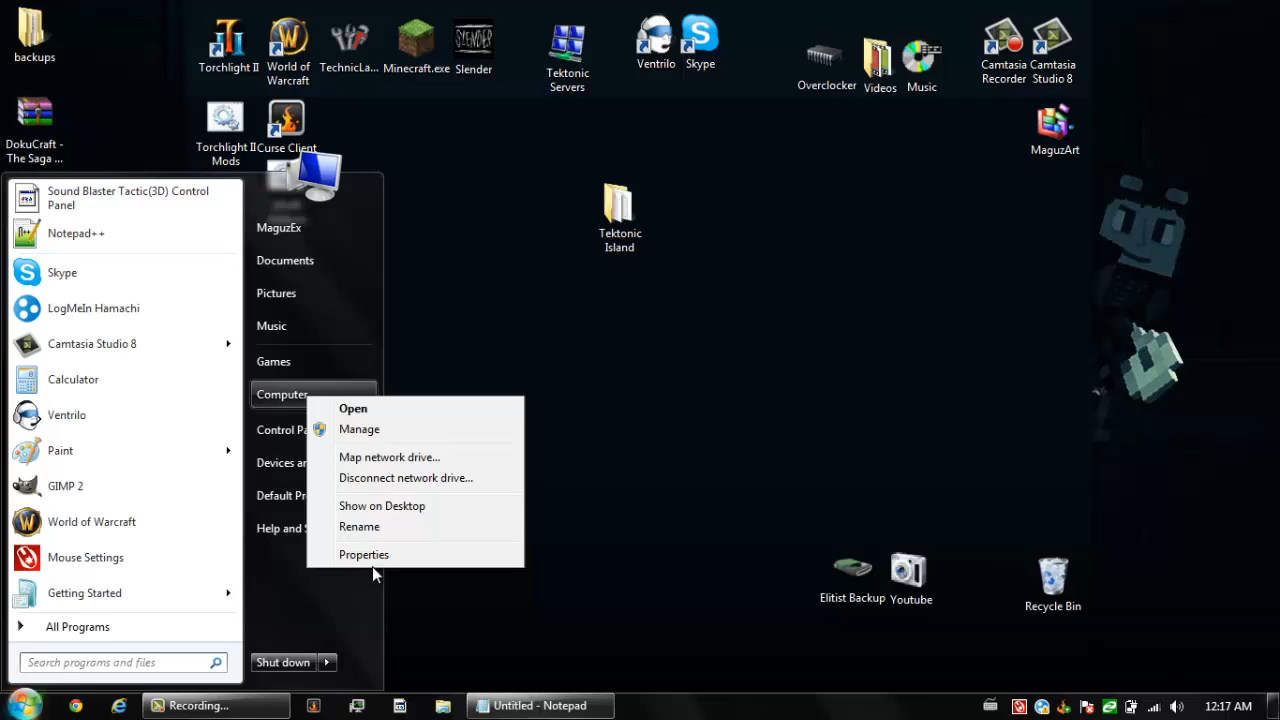 backups
Torchlight II
World of
Warcraft
TechnicLa...
Minecraft.exe
SLENDER
Slender
Tektonic
Servers
Ventrilo
Skype
Overclocker
Videos
Music
Camtasia
Recorder
Camtasia
Studio 8
DokuCraft -
The Saga ...
Torchlight II
Mods
Curse Client
MaguzArt
Tektonic
Island
Sound Blaster Tactic(3D) Control
Panel
Notepad++
Skype
LogMeIn Hamachi
Camtasia Studio 8
Calculator
Ventrilo
Paint
GIMP 2
World of Warcraft
Mouse Settings
Getting Started
All Programs
Search programs and files
MaguzEx
Documents
Pictures
Music
Games
Computer
Control Pa
Devices an
Default Pr
Help and S
Shut down
Open
Manage
Map network drive...
Disconnect network drive...
Show on Desktop
Rename
Properties
Elitist Backup
Youtube
Recycle Bin
Recording...
Untitled - Notepad
12:17 AM